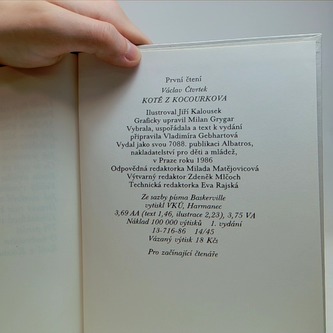 První čtení
Václav Čtvrtek
KOTĚ Z KOCOURKOVA
Ilustroval Jiří Kalousek
Graficky upravil Milan Grygar
Vybrala, uspořádala a text k vydání
připravila Vladimíra Gebhartová
Vydal jako svou 7088. publikaci Albatros,
nakladatelství pro děti a mládež,
v Praze roku 1986
Odpovědná redaktorka Milada Matějovicová
Výtvarný redaktor Zdeněk Mlčoch
Technická redaktorka Eva Rajská
Ze sazby písma Baskerville
vytiskl VKÚ, Harmanec
3,69 AA (text 1,46, ilustrace 2,23), 3,75 VA
Náklad 100 000 výtisků 1. vydání
13-716-86 14/45
Vázaný výtisk 18 Kčs
Pro začínající čtenáře